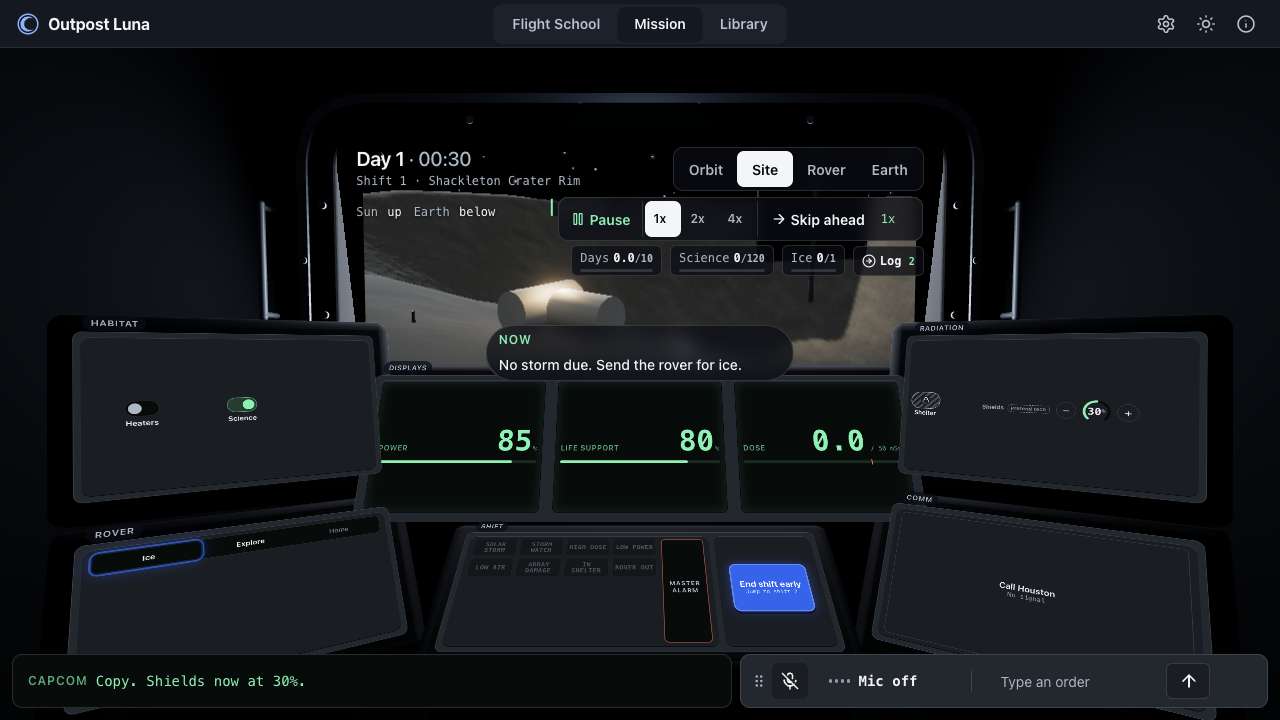 Outpost Luna
Flight School
Mission
Library
Day 1 · 00:30
Shift 1 · Shackleton Crater Rim
Sun up Earth below
Orbit
Site
Rover
Earth
Pause
1x
2x
4x
Skip ahead
1x
Days 0.0/10
Science 0/120
Ice 0/1
Log 2
NOW
No storm due. Send the rover for ice.
HABITAT
Heaters
Science
DISPLAYS
POWER
85%
LIFE SUPPORT
80%
DOSE
0.0
RADIATION
Shelter
Shields
30%
ROVER
Ice
Explore
Home
SHIFT
SOLAR STORM
STORM WATCH
HIGH DOSE
LOW POWER
LOW AIR
ARRAY DAMAGE
IN SHELTER
ROVER OUT
MASTER ALARM
End shift early
Jump to shift 2
COMM
Call Houston
No signal
CAPCOM Copy. Shields now at 30%.
Mic off
Type an order